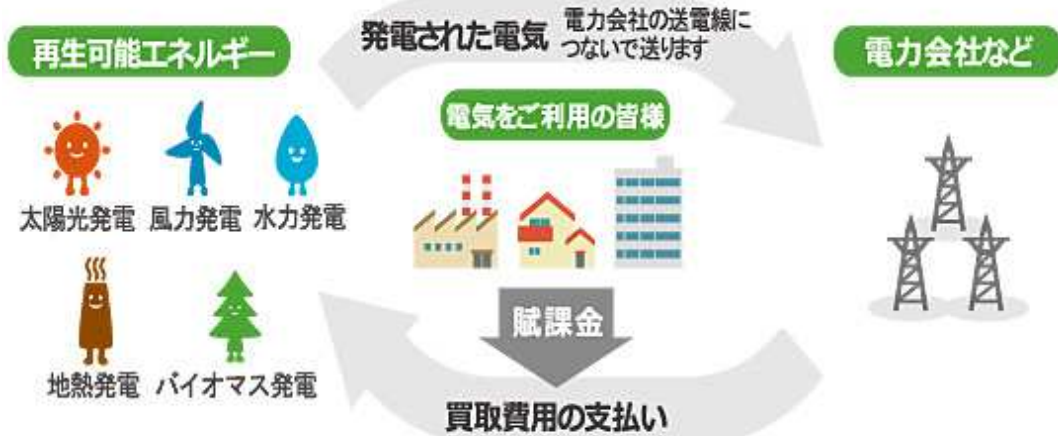 再生可能エネルギー
発電された電気
電力会社の送電線に
つないで送ります
電力会社など
電気をご利用の皆様
太陽光発電
風力発電
水力発電
地熱発電
バイオマス発電
賦課金
買取費用の支払い